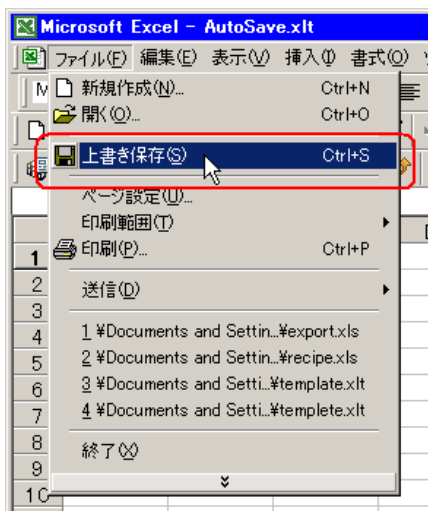 Microsoft Excel - AutoSave.xlt
ファイル(F) 編集(E) 表示(V) 挿入(I) 書式(O)
新規作成(N)... Ctrl+N
開く(O)... Ctrl+O
上書き保存(S) Ctrl+S
ページ設定(U)...
印刷範囲(T)
印刷(P)... Ctrl+P
送信(D)
1 ¥Documents and Settin...¥export.xls
2 ¥Documents and Settin...¥recipe.xls
3 ¥Documents and Setti...¥template.xlt
4 ¥Documents and Setti...¥templete.xlt
終了(X)
1
2
3
4
5
6
7
8
9
10